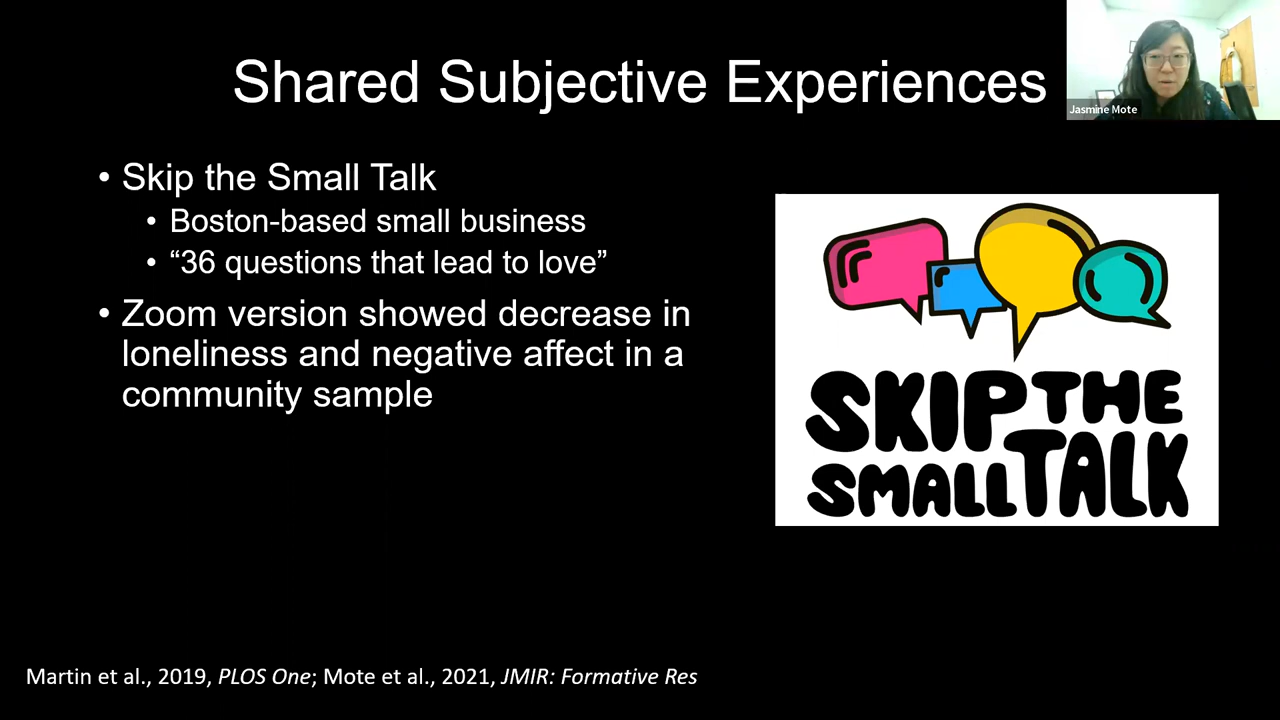 Shared Subjective Experiences
Jasmine Mote
• Skip the Small Talk
• Boston-based small business
• “36 questions that lead to love”
• Zoom version showed decrease in
loneliness and negative affect in a
community sample
SKIP THE
SMALL TALK
Martin et al., 2019, PLOS One; Mote et al., 2021, JMIR: Formative Res